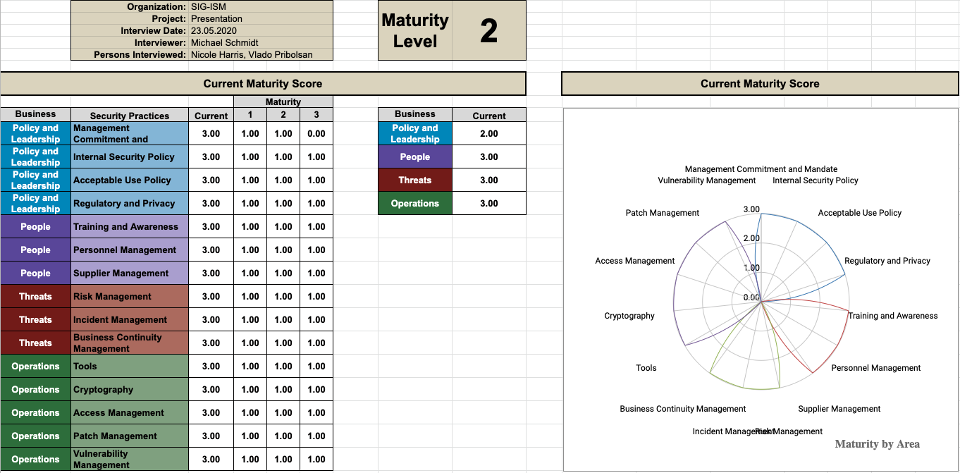 Organization: SIG-ISM
Project: Presentation
Interview Date: 23.05.2020
Interviewer: Michael Schmidt
Persons Interviewed: Nicole Harris, Vlado Pribolsan
Maturity
Level
2
Current Maturity Score
Maturity
Business Security Practices Current 1 2 3
Policy and
Leadership
Management
Commitment and
3.00 1.00 1.00 0.00
Policy and
Leadership
Internal Security Policy 3.00 1.00 1.00 1.00
Policy and
Leadership
Acceptable Use Policy 3.00 1.00 1.00 1.00
Policy and
Leadership
Regulatory and Privacy 3.00 1.00 1.00 1.00
People Training and Awareness 3.00 1.00 1.00 1.00
People Personnel Management 3.00 1.00 1.00 1.00
People Supplier Management 3.00 1.00 1.00 1.00
Threats Risk Management 3.00 1.00 1.00 1.00
Threats Incident Management 3.00 1.00 1.00 1.00
Threats
Business Continuity
Management
3.00 1.00 1.00 1.00
Operations Tools 3.00 1.00 1.00 1.00
Operations Cryptography 3.00 1.00 1.00 1.00
Operations Access Management 3.00 1.00 1.00 1.00
Operations Patch Management 3.00 1.00 1.00 1.00
Operations
Vulnerability
Management
3.00 1.00 1.00 1.00
Business Current
Policy and
Leadership
2.00
People 3.00
Threats 3.00
Operations 3.00
Current Maturity Score
Management Commitment and Mandate
Vulnerability Management Internal Security Policy
Patch Management 3.00 Acceptable Use Policy
2.00
Access Management 1.00 Regulatory and Privacy
0.00
Cryptography Training and Awareness
Tools Personnel Management
Business Continuity Management Supplier Management
Incident Management Risk Management
Maturity by Area